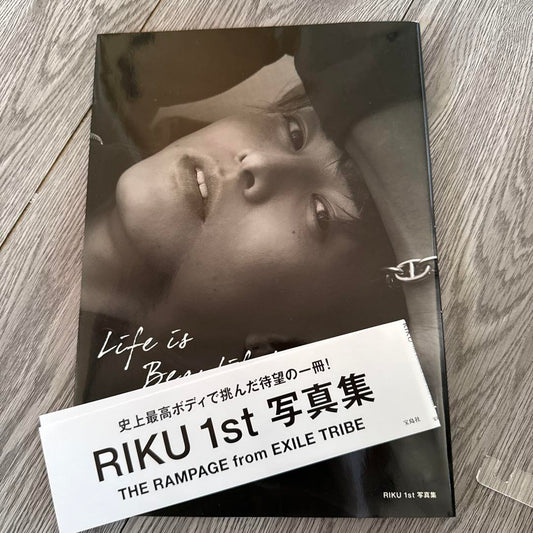 Life is
史上最高ボディで挑んだ待望の一冊!
RIKU 1st 写真集
宝島社
THE RAMPAGE from EXILE TRIBE
RIKU 1st 写真集